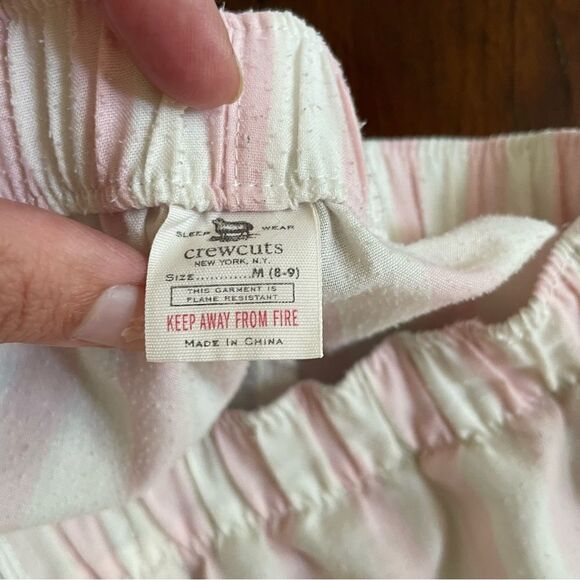 SLEEP WEAR
crewcuts
NEW YORK, N.Y.
SIZE............M (8-9)
THIS GARMENT IS
FLAME RESISTANT
KEEP AWAY FROM FIRE
MADE IN CHINA